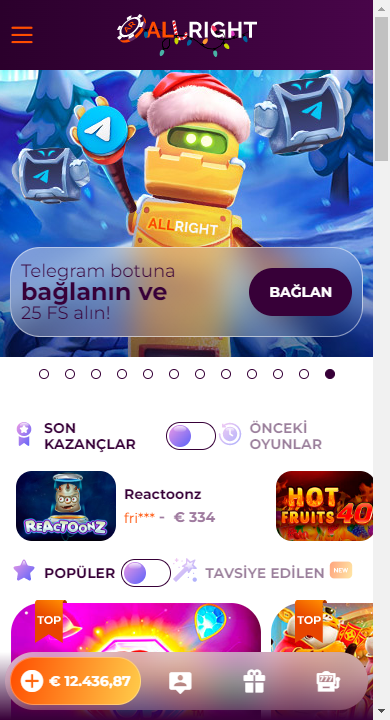 ALLRIGHT
ALLRIGHT
Telegram botuna
bağlanın ve
25 FS alın!
BAĞLAN
SON
KAZANÇLAR
ÖNCEKİ
OYUNLAR
REACTOONZ
Reactoonz
fri*** - € 334
HOT
FRUITS 40
POPÜLER
TAVSİYE EDİLEN
NEW
TOP
TOP
€ 12.436,87
777